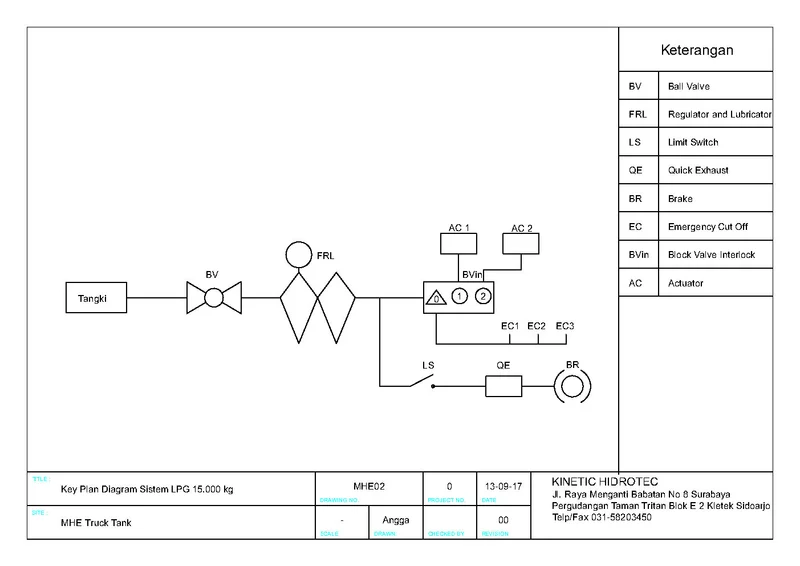 Keterangan
BV Ball Valve
FRL Regulator and Lubricator
LS Limit Switch
QE Quick Exhaust
BR Brake
EC Emergency Cut Off
BVin Block Valve Interlock
AC Actuator
AC 1 AC 2
FRL
BV
BVin
Tangki
0 1 2
EC1 EC2 EC3
LS QE BR
TITLE :
Key Plan Diagram Sistem LPG 15.000 kg
MHE02
DRAWING NO.
0
PROJECT NO.
13-09-17
DATE
SITE :
MHE Truck Tank
-
SCALE
Angga
DRAWN
CHECKED BY
00
REVISION
KINETIC HIDROTEC
Jl. Raya Menganti Babatan No 8 Surabaya
Pergudangan Taman Tritan Blok E 2 Kletek Sidoarjo
Telp/Fax 031-58203450